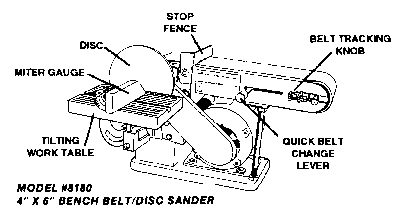 STOP
FENCE
DISC
BELT TRACKING
KNOB
MITER GAUGE
TILTING
WORK TABLE
QUICK BELT
CHANGE
LEVER
MODEL #8180
4" X 6" BENCH BELT/DISC SANDER